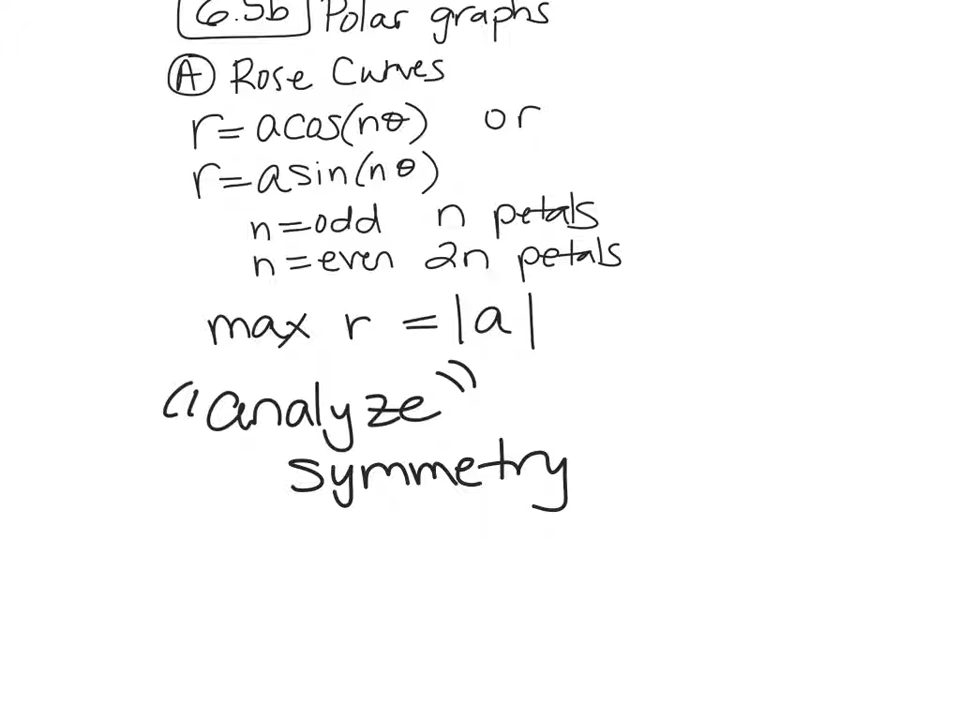 6.5b Polar graphs
A Rose Curves
r=acos(nθ) or
r=asin(nθ)
n=odd n petals
n=even 2n petals
max r =|a|
"analyze"
symmetry